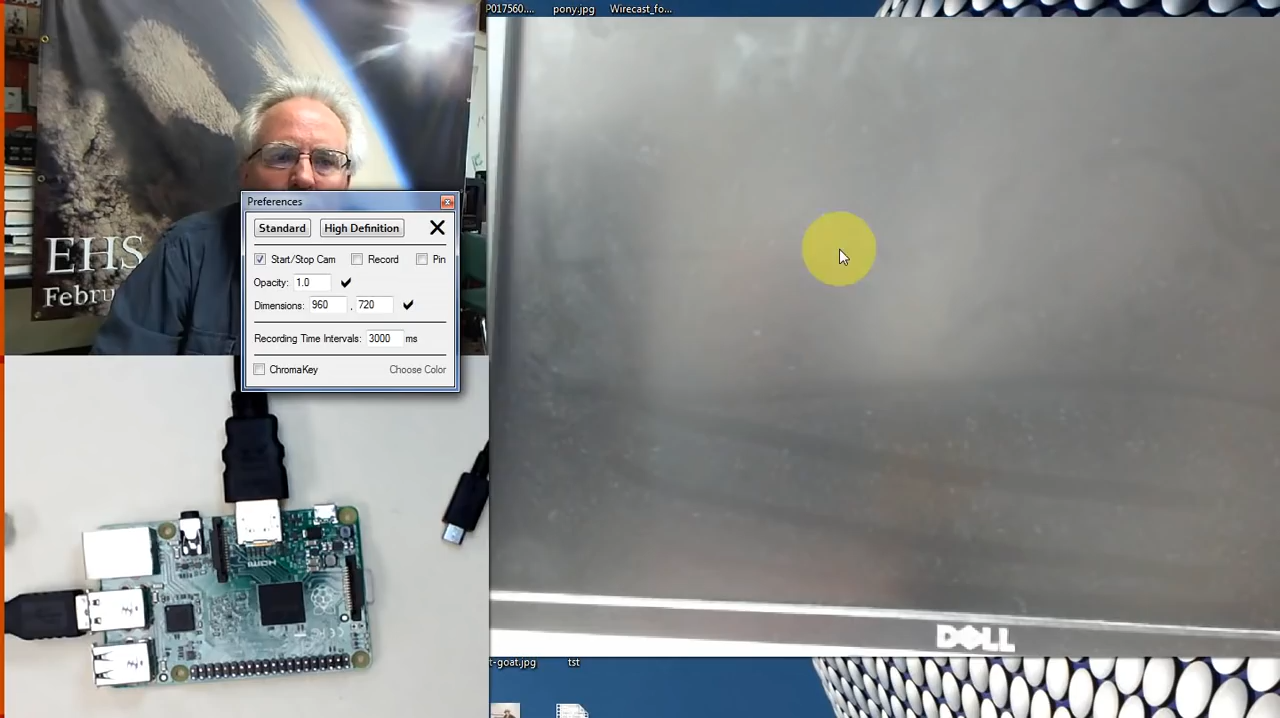 P017560....
pony.jpg
Wirecast_fo...
EHS
Febru
Preferences
Standard
High Definition
Start/Stop Cam
Record
Pin
Opacity: 1.0
Dimensions: 960 , 720
Recording Time Intervals: 3000 ms
ChromaKey
Choose Color
HDMI
DELL
t-goat.jpg
tst